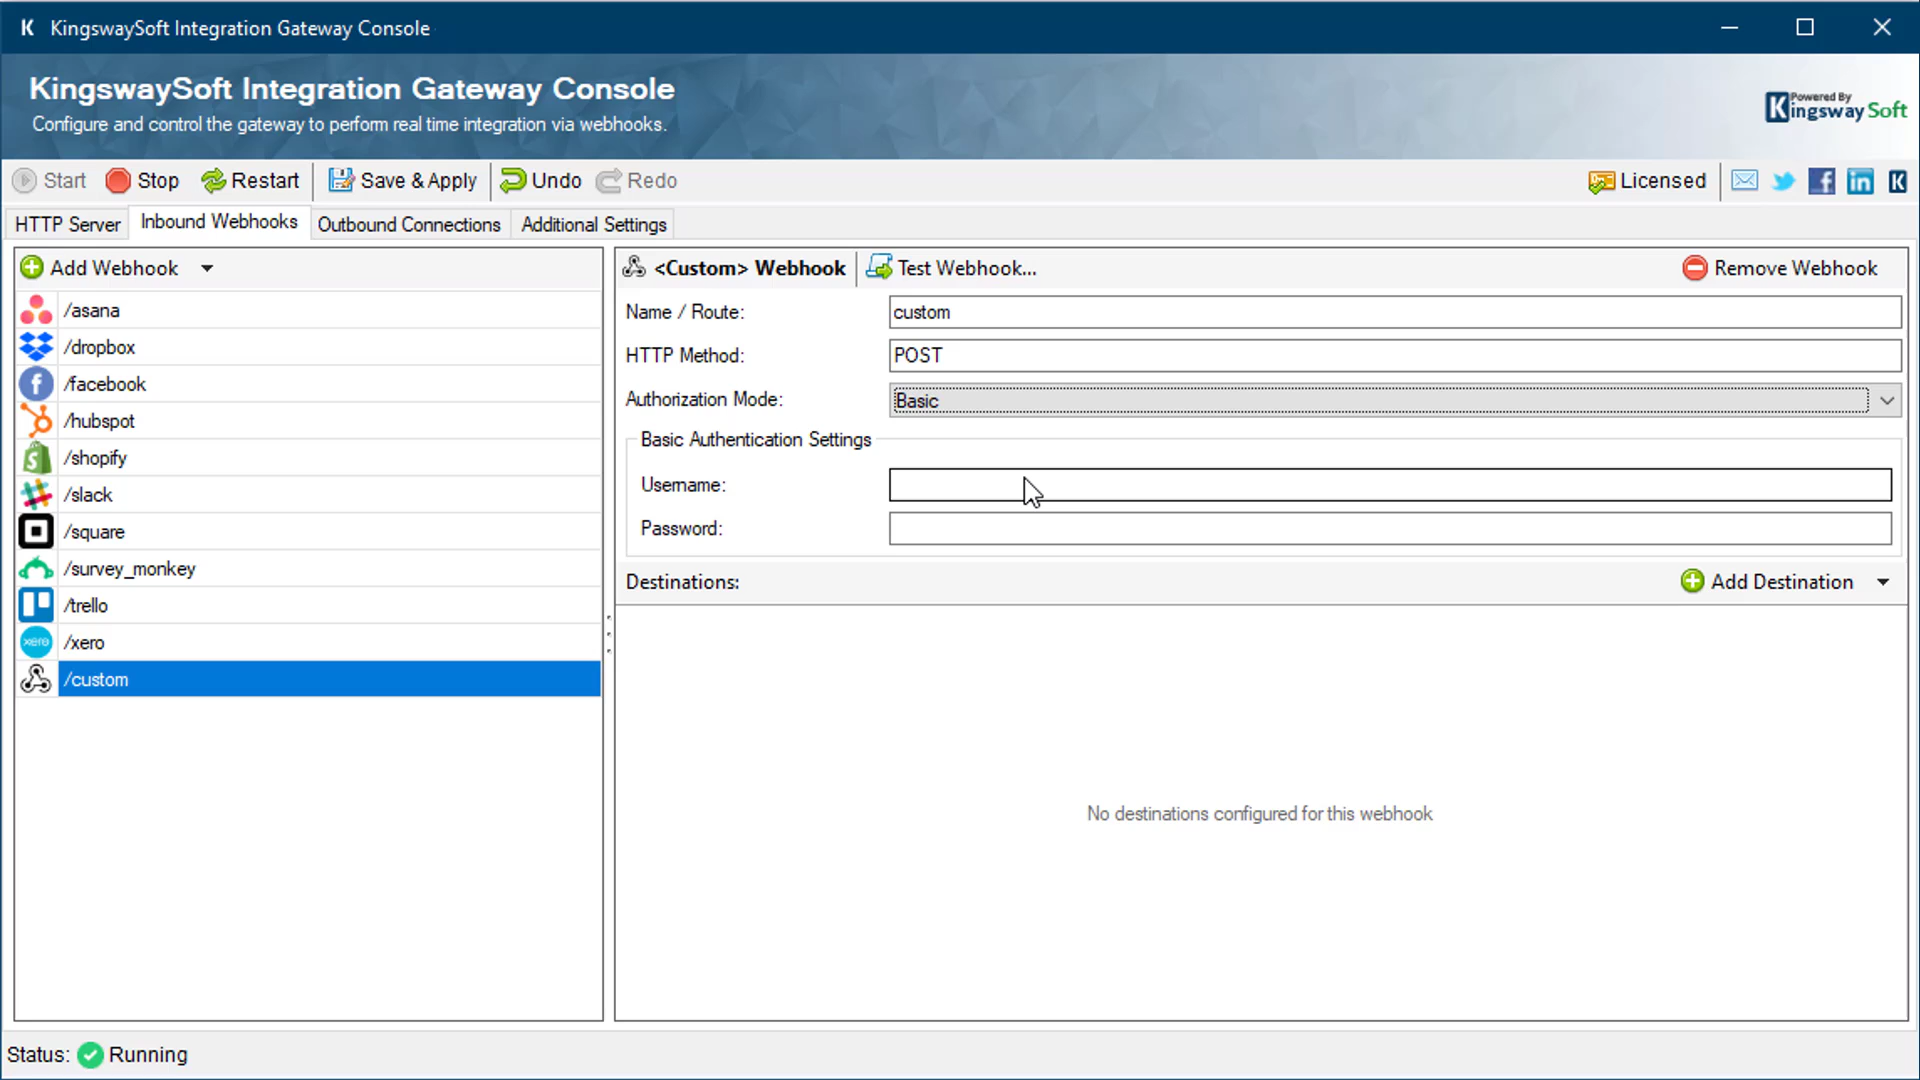 KingswaySoft Integration Gateway Console
KingswaySoft Integration Gateway Console
Configure and control the gateway to perform real time integration via webhooks.
Powered By
KingswaySoft
Start Stop Restart Save & Apply Undo Redo Licensed
HTTP Server Inbound Webhooks Outbound Connections Additional Settings
Add Webhook
/asana
/dropbox
/facebook
/hubspot
/shopify
/slack
/square
/survey_monkey
/trello
xero /xero
/custom
<Custom> Webhook Test Webhook... Remove Webhook
Name / Route: custom
HTTP Method: POST
Authorization Mode: Basic
Basic Authentication Settings
Username:
Password:
Destinations: Add Destination
No destinations configured for this webhook
Status: Running